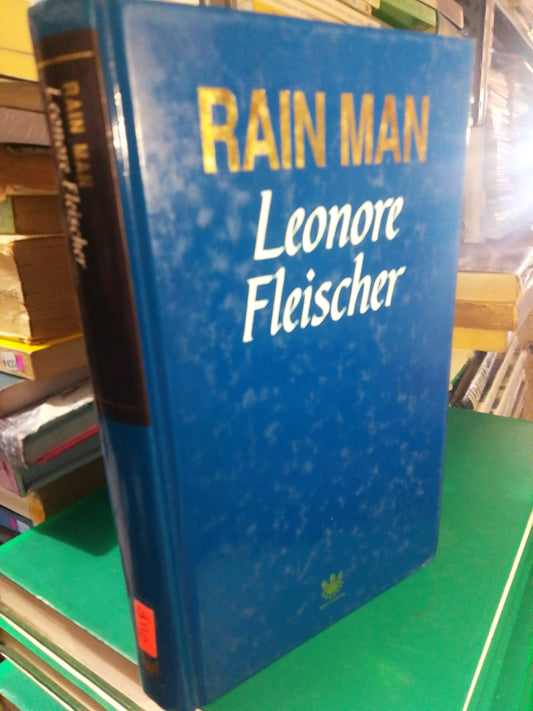 RAIN MAN
Leonore
Fleischer
RAIN MAN
Leonore Fleischer